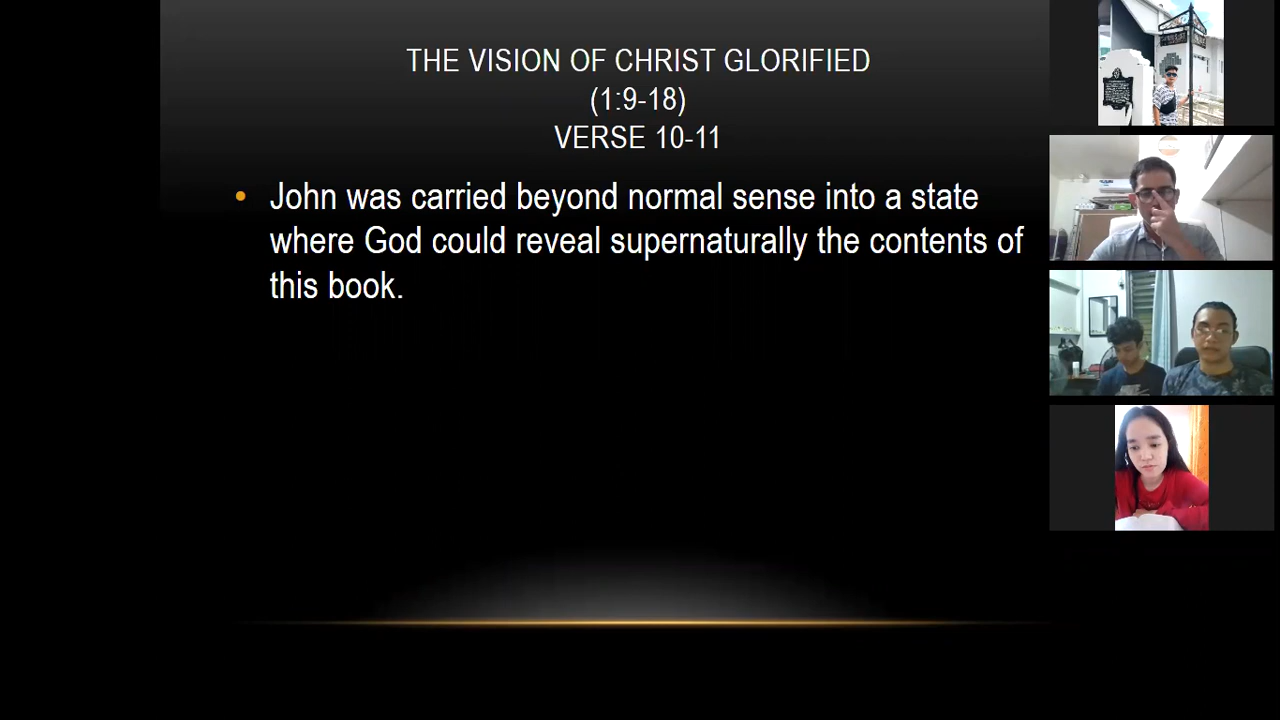 THE VISION OF CHRIST GLORIFIED
(1:9-18)
VERSE 10-11
• John was carried beyond normal sense into a state
where God could reveal supernaturally the contents of
this book.